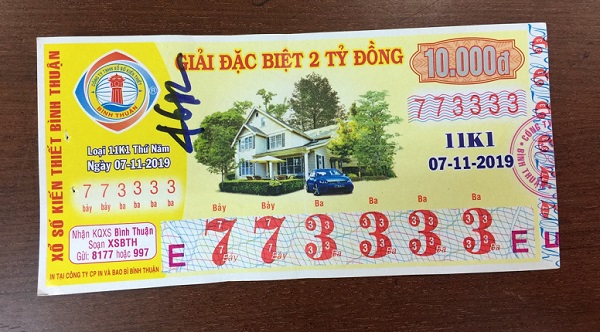 XỔ SỐ KIẾN THIẾT BÌNH THUẬN
BÌNH THUẬN
Loại 11K1 Thứ Năm
Ngày 07-11-2019
773333
bảy bảy ba ba ba ba
Nhận KQXS Bình Thuận
Soạn XSBTH
Gửi: 8177 hoặc 997
IN TẠI CÔNG TY CP IN VÀ BAO BÌ BÌNH THUẬN
GIẢI ĐẶC BIỆT 2 TỶ ĐỒNG
10.000đ
773333
11K1
07-11-2019
Bảy Bảy Ba Ba Ba Ba
E 773333 E